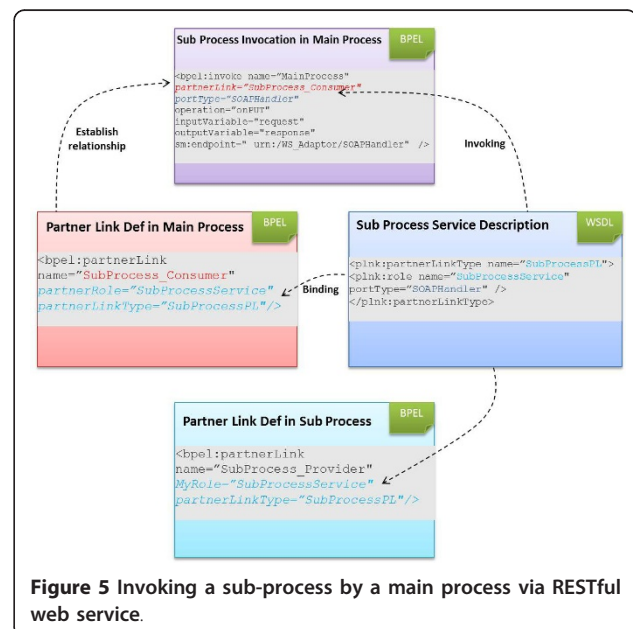 Sub Process Invocation in Main Process
BPEL
<bpel:invoke name="MainProcess"
partnerLink="SubProcess_Consumer"
portType="SOAPHandler"
operation="onPUT"
inputVariable="request"
outputVariable="response"
sm:endpoint=" urn:/WS_Adaptor/SOAPHandler" />
Establish
relationship
Invoking
Partner Link Def in Main Process
BPEL
<bpel:partnerLink
name="SubProcess_Consumer"
partnerRole="SubProcessService"
partnerLinkType="SubProcessPL"/>
Binding
Sub Process Service Description
WSDL
<plnk:partnerLinkType name="SubProcessPL">
<plnk:role name="SubProcessService"
portType="SOAPHandler" />
</plnk:partnerLinkType>
Partner Link Def in Sub Process
BPEL
<bpel:partnerLink
name="SubProcess_Provider"
MyRole="SubProcessService"
partnerLinkType="SubProcessPL"/>
Figure 5 Invoking a sub-process by a main process via RESTful
web service.